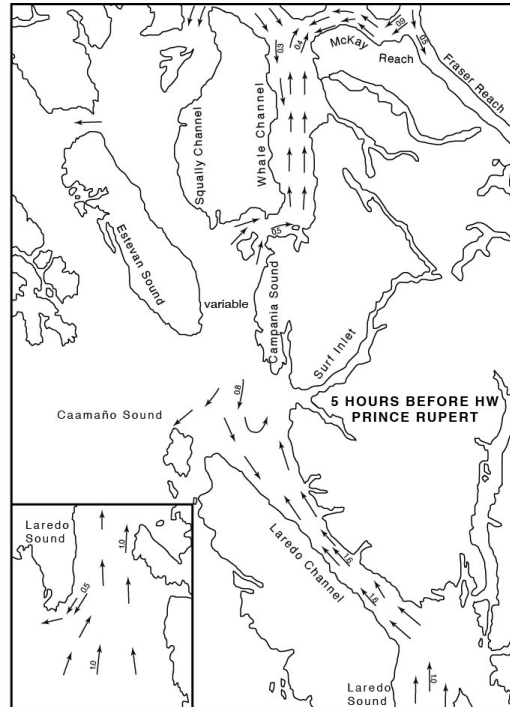 0.3
0.4
McKay
Reach
0.9
0.5
Fraser Reach
Squally Channel
Whale Channel
0.5
Estevan Sound
variable
Campania Sound
Surf Inlet
5 HOURS BEFORE HW
PRINCE RUPERT
0.8
Caamaño Sound
Laredo Channel
1.6
1.6
Laredo
Sound
1.0
Laredo
Sound
1.0
0.5
1.0